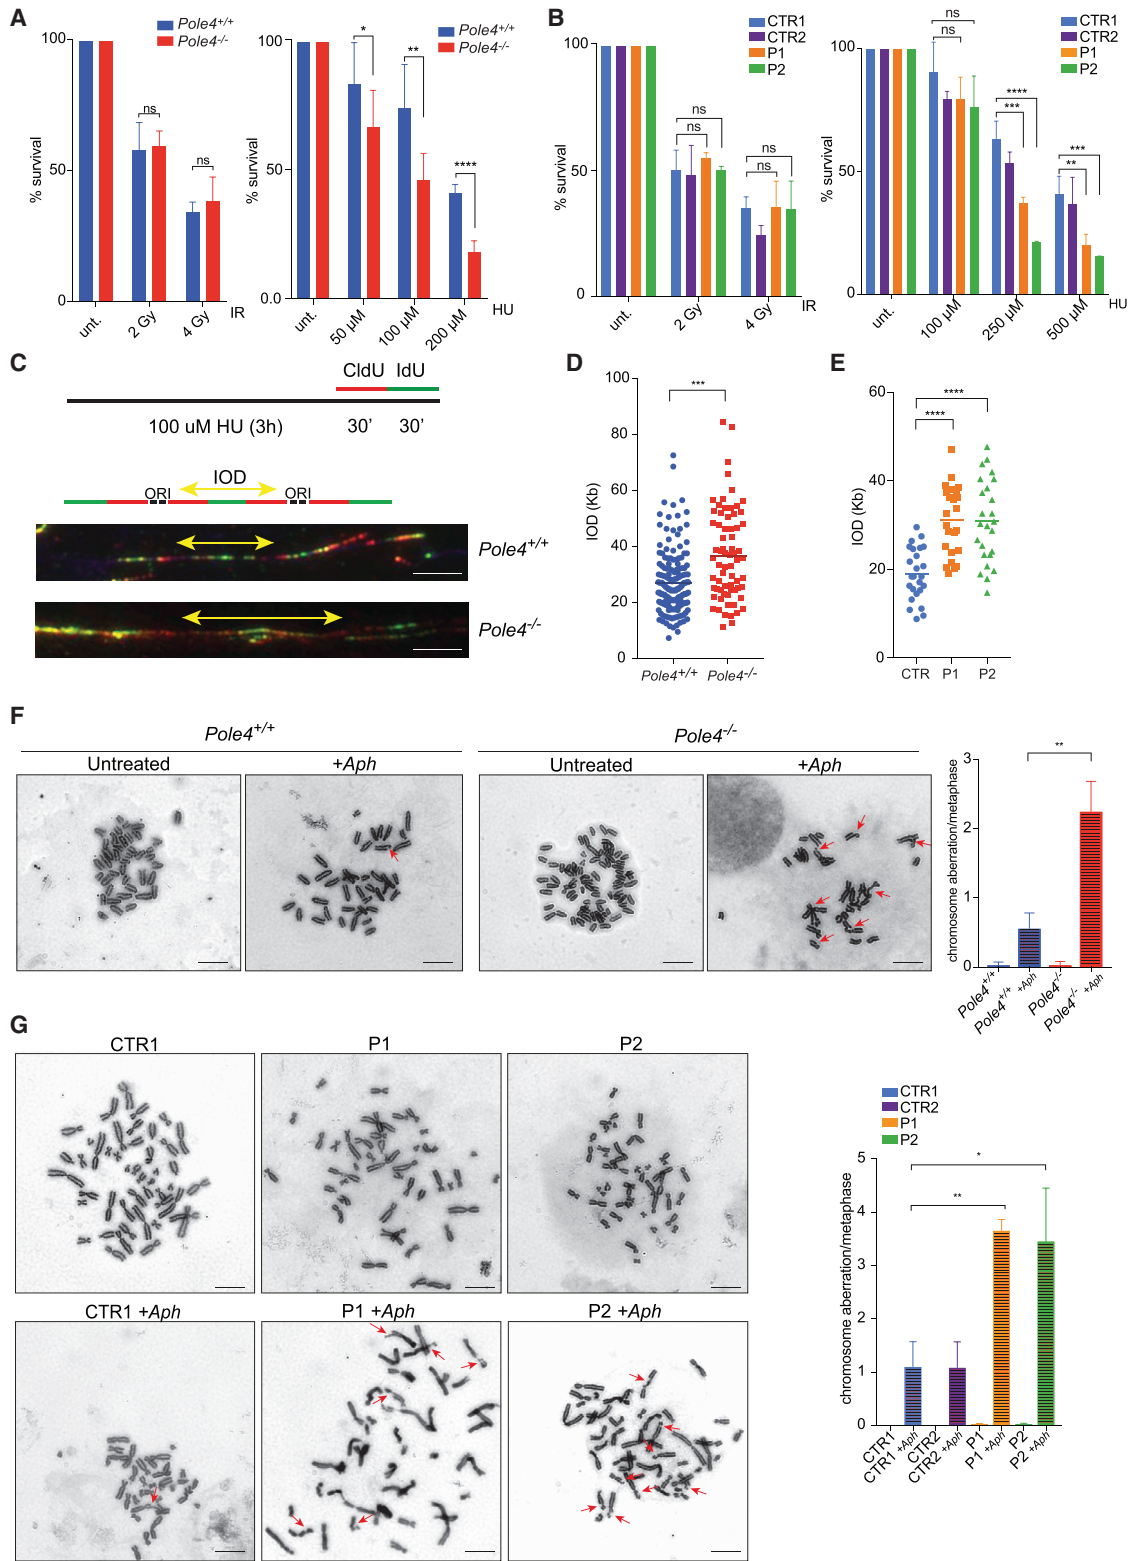 A
Pole4+/+
Pole4-/-
% survival
100
50
0
unt.
2 Gy
4 Gy
IR
ns
ns
Pole4+/+
Pole4-/-
% survival
100
50
0.0
unt.
50 µM
100 µM
200 µM
HU
*
**
****
B
CTR1
CTR2
P1
P2
% survival
100
50
0
unt.
2 Gy
4 Gy
IR
ns
ns
ns
ns
CTR1
CTR2
P1
P2
% survival
100
50
0
unt.
100 µM
250 µM
500 µM
HU
ns
ns
****
***
***
**
C
CldU IdU
100 uM HU (3h) 30’ 30’
IOD
ORI ORI
Pole4+/+
Pole4-/-
D
IOD (Kb)
100
80
60
40
20
0
***
Pole4+/+ Pole4-/-
E
IOD (Kb)
60
40
20
0
****
****
CTR P1 P2
F
Pole4+/+ Pole4-/-
Untreated +Aph Untreated +Aph
chromosome aberration/metaphase
3
2
1
0
**
Pole4+/+
Pole4+/+ +Aph
Pole4-/-
Pole4-/- +Aph
G
CTR1 P1 P2
CTR1 +Aph P1 +Aph P2 +Aph
CTR1
CTR2
P1
P2
chromosome aberration/metaphase
5
4
3
2
1
0
*
**
CTR1
CTR1 +Aph
CTR2
CTR2 +Aph
P1
P1 +Aph
P2
P2 +Aph